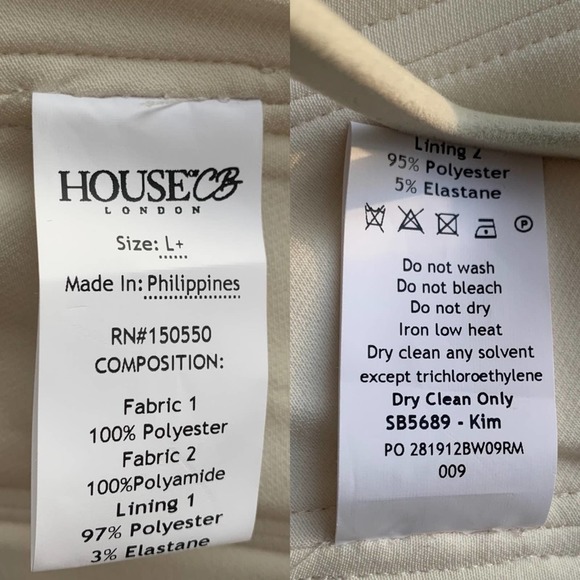 HOUSE OF CB
LONDON
Size: L+
Made In: Philippines
RN#150550
COMPOSITION:
Fabric 1
100% Polyester
Fabric 2
100%Polyamide
Lining 1
97% Polyester
3% Elastane
Lining 2
95% Polyester
5% Elastane
P
Do not wash
Do not bleach
Do not dry
Iron low heat
Dry clean any solvent
except trichloroethylene
Dry Clean Only
SB5689 - Kim
PO 281912BW09RM
009